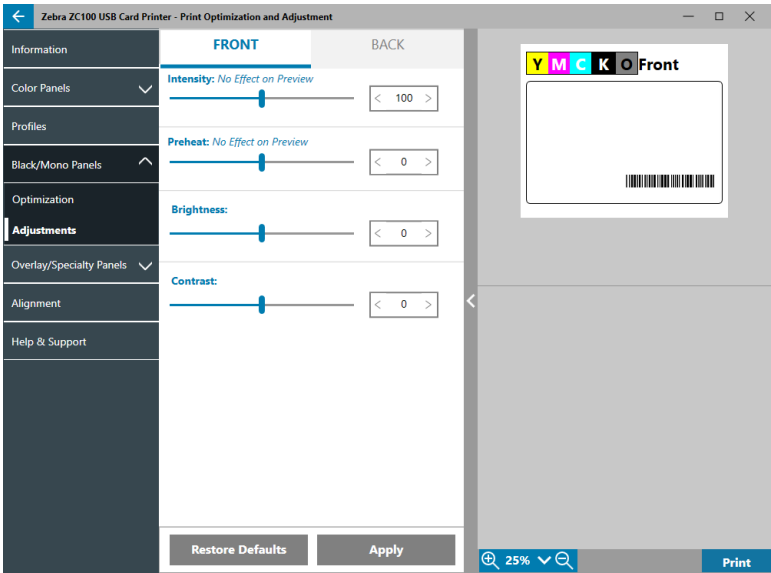 Zebra ZC100 USB Card Printer - Print Optimization and Adjustment
Information
Color Panels
Profiles
Black/Mono Panels
Optimization
Adjustments
Overlay/Specialty Panels
Alignment
Help & Support
FRONT BACK
Intensity: No Effect on Preview
100
Preheat: No Effect on Preview
0
Brightness:
0
Contrast:
0
Restore Defaults Apply
Y M C K O Front
25%
Print